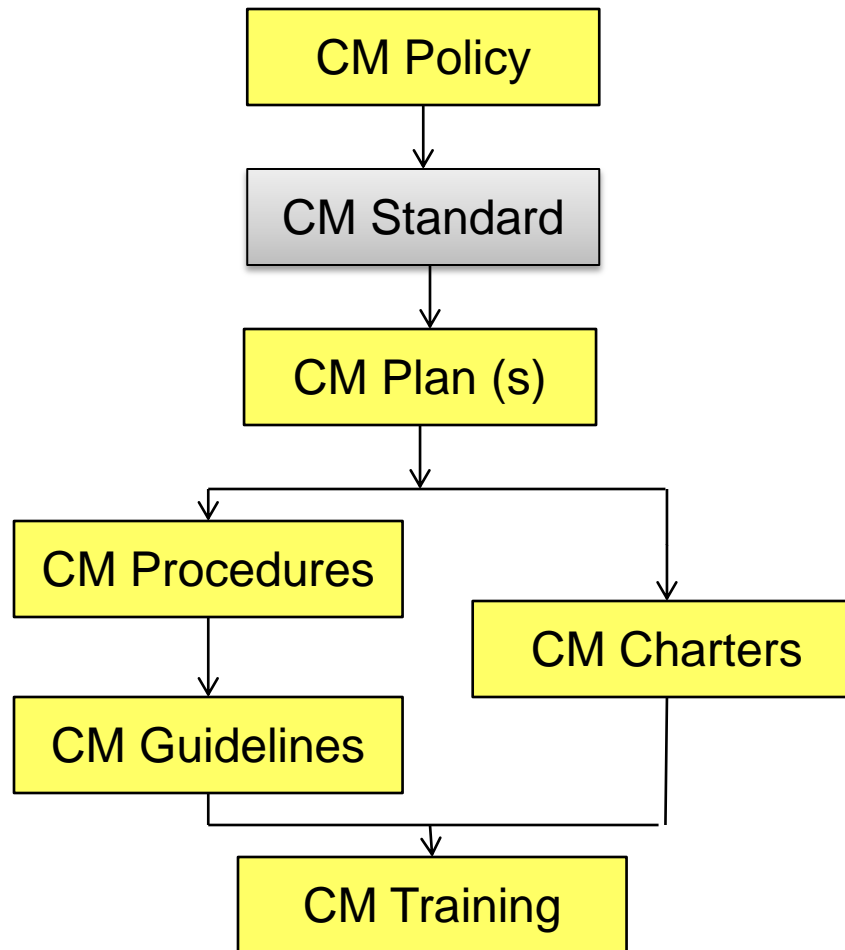 CM Policy
CM Standard
CM Plan (s)
CM Procedures
CM Charters
CM Guidelines
CM Training